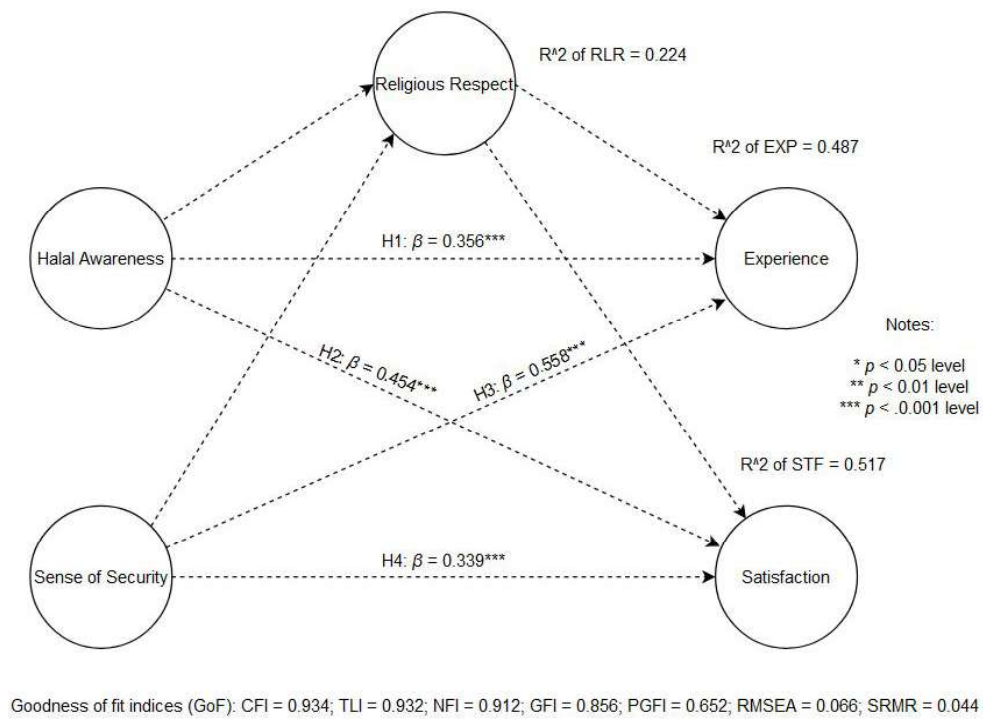 R^2 of RLR = 0.224
Religious Respect
R^2 of EXP = 0.487
H1: β = 0.356***
Halal Awareness
Experience
Notes:
* p < 0.05 level
** p < 0.01 level
*** p < .0.001 level
H2: β = 0.454***
H3: β = 0.558***
R^2 of STF = 0.517
H4: β = 0.339***
Sense of Security
Satisfaction
Goodness of fit indices (GoF): CFI = 0.934; TLI = 0.932; NFI = 0.912; GFI = 0.856; PGFI = 0.652; RMSEA = 0.066; SRMR = 0.044